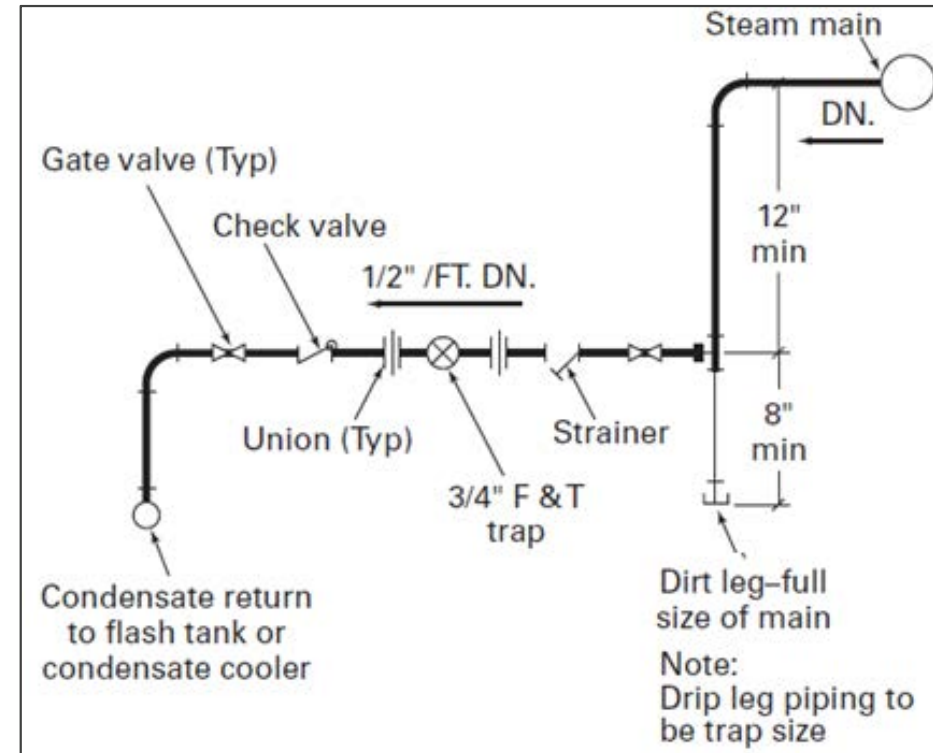 Steam main
DN.
Gate valve (Typ)
Check valve
12"
min
1/2" /FT. DN.
8"
min
Union (Typ)
Strainer
3/4" F & T
trap
Condensate return
to flash tank or
condensate cooler
Dirt leg–full
size of main
Note:
Drip leg piping to
be trap size